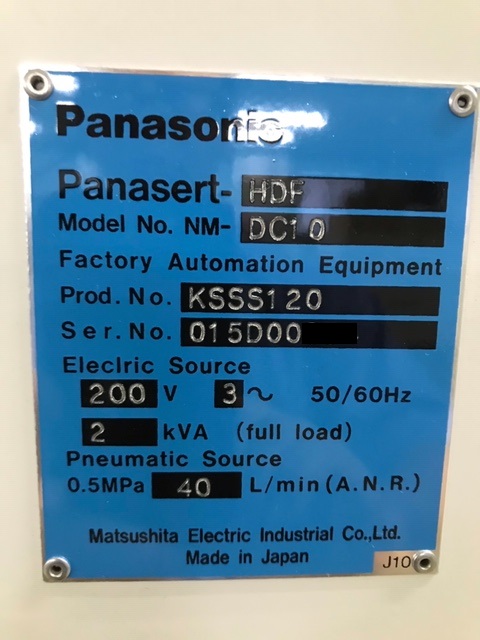 Panasonic
Panasert- HDF
Model No. NM- DC10
Factory Automation Equipment
Prod. No. KSSS120
Ser. No. 015D00
Eleclric Source
200 V 3~ 50/60Hz
2 kVA (full load)
Pneumatic Source
0.5MPa 40 L/min (A.N.R.)
Matsushita Electric Industrial Co., Ltd.
Made in Japan
J10